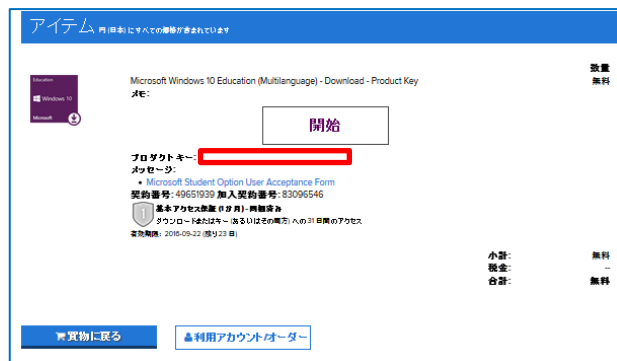 アイテム 円(日本)にすべての価格が含まれています
数量
Education
Windows 10
Microsoft
Microsoft Windows 10 Education (Multilanguage) - Download - Product Key
無料
メモ:
開始
プロダクト キー:
メッセージ:
• Microsoft Student Option User Acceptance Form
契約番号: 49651939 加入契約番号: 83096546
1
基本アクセス保証 (1か月) - 同梱済み
ダウンロードまたはキー (あるいはその両方) への 31 日間のアクセス
有効期限: 2016-09-22 (残り23 日)
小計: 無料
税金: --
合計: 無料
買物に戻る
利用アカウント/オーダー